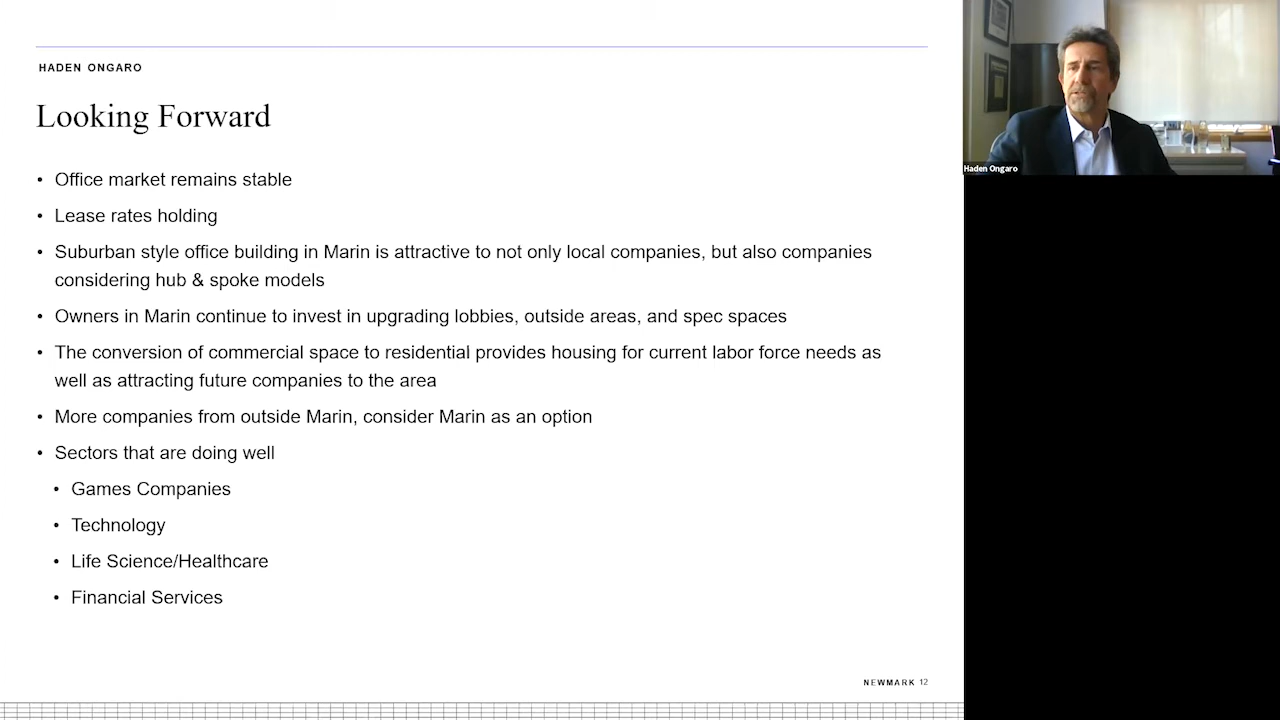 HADEN ONGARO
Looking Forward
• Office market remains stable
• Lease rates holding
• Suburban style office building in Marin is attractive to not only local companies, but also companies
considering hub & spoke models
• Owners in Marin continue to invest in upgrading lobbies, outside areas, and spec spaces
• The conversion of commercial space to residential provides housing for current labor force needs as
well as attracting future companies to the area
• More companies from outside Marin, consider Marin as an option
• Sectors that are doing well
• Games Companies
• Technology
• Life Science/Healthcare
• Financial Services
NEWMARK 12
Haden Ongaro